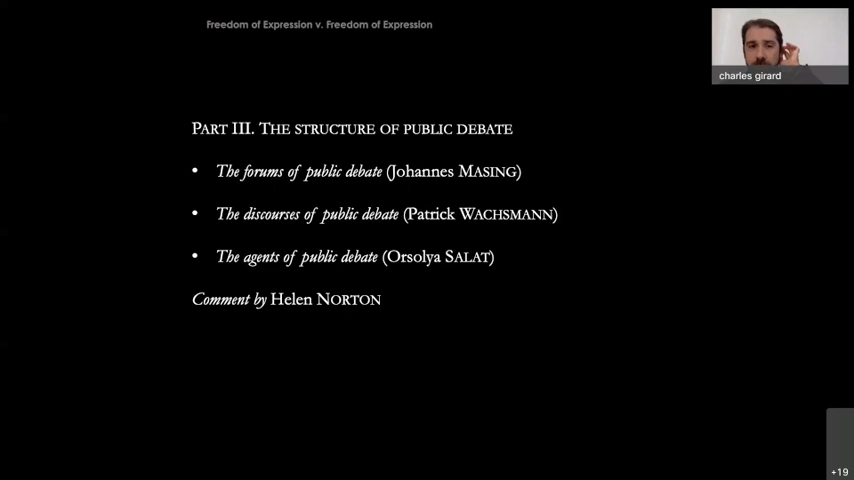 Freedom of Expression v. Freedom of Expression
charles girard
PART III. THE STRUCTURE OF PUBLIC DEBATE
• The forums of public debate (Johannes MASING)
• The discourses of public debate (Patrick WACHSMANN)
• The agents of public debate (Orsolya SALAT)
Comment by Helen NORTON
+19